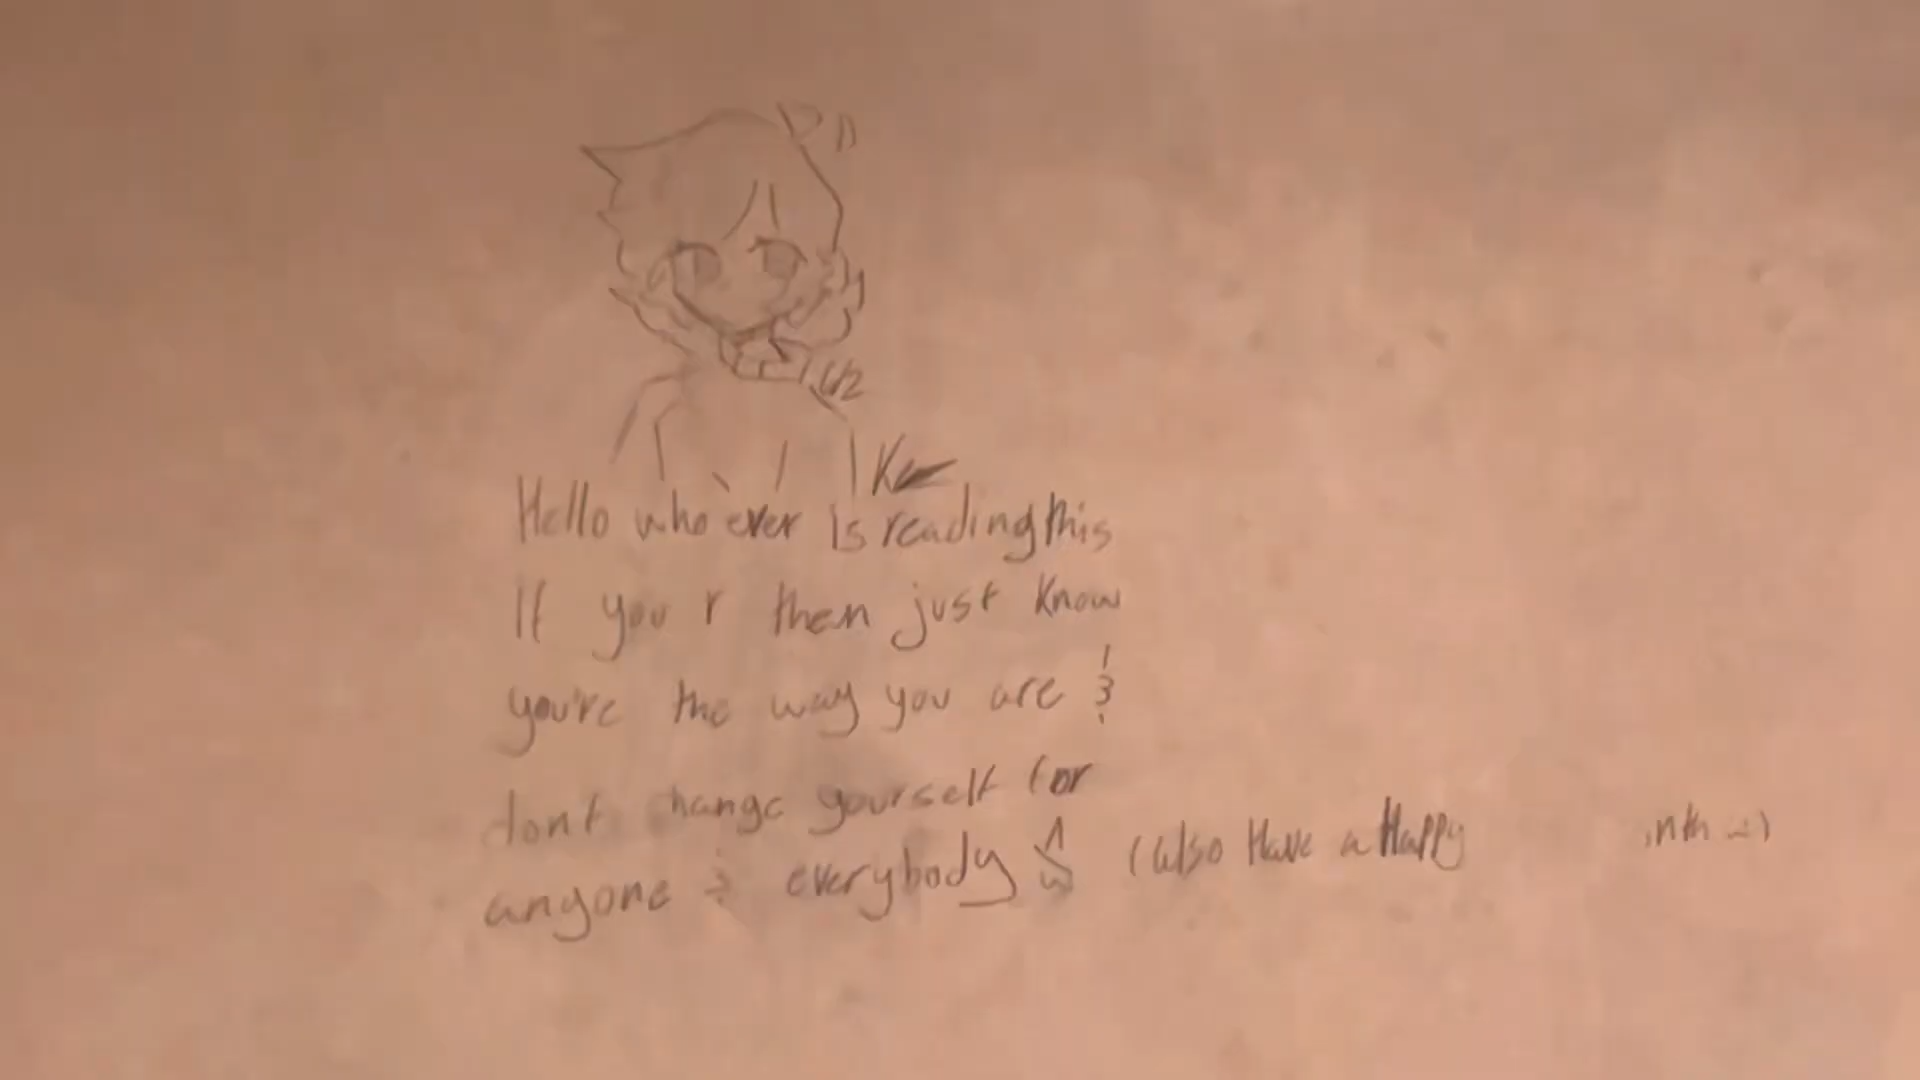 Hello who ever is reading this
If you r then just know
you're the way you are &
dont change yourself for
anyone & everybody (also Have a Happy